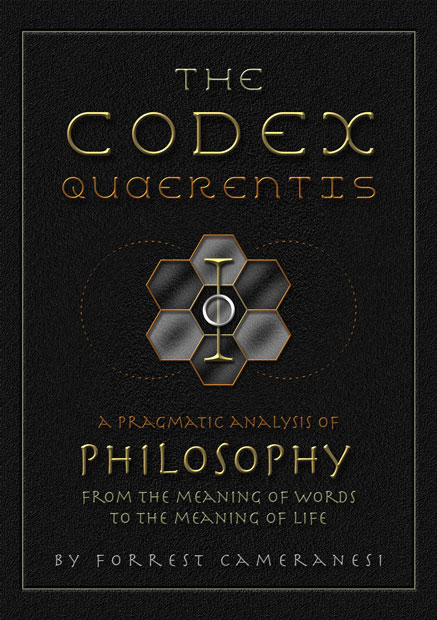 THE
CODEX
QUAERENTIS
A PRAGMATIC ANALYSIS OF
PHILOSOPHY
FROM THE MEANING OF WORDS
TO THE MEANING OF LIFE
BY FORREST CAMERANESI